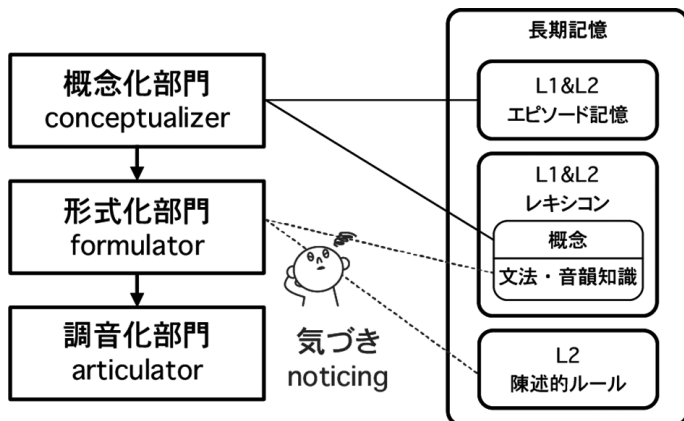 概念化部門
conceptualizer
形式化部門
formulator
調音化部門
articulator
気づき
noticing
長期記憶
L1&L2
エピソード記憶
L1&L2
レキシコン
概念
文法・音韻知識
L2
陳述的ルール